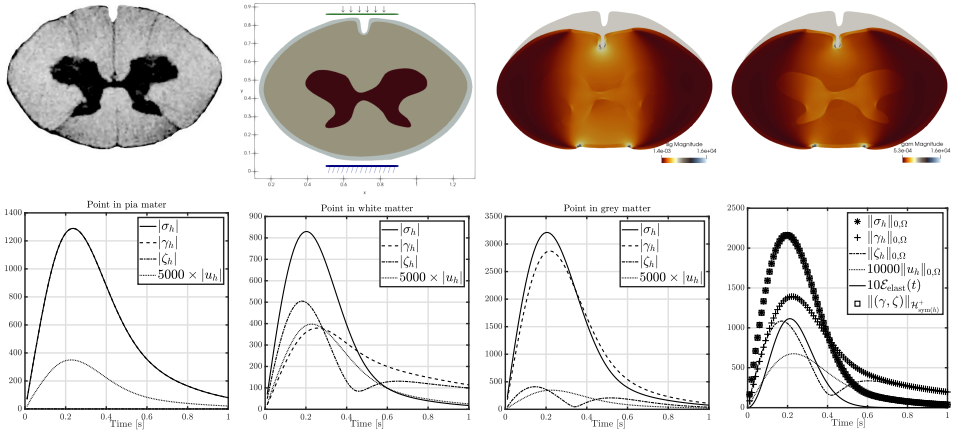 0.9
0.8
0.7
0.6
0.5
0.4
0.3
0.2
0.1
0
0.2 0.4 0.6 0.8 1 1.2
x
Y
sig Magnitude
1.4e-03 1.6e+04
gam Magnitude
5.3e-04 1.6e+04
Point in pia mater
|σ_h|
|γ_h|
|ζ_h|
5000 × |u_h|
1400
1200
1000
800
600
400
200
0
0 0.2 0.4 0.6 0.8 1
Time [s]
Point in white matter
|σ_h|
|γ_h|
|ζ_h|
5000 × |u_h|
900
800
700
600
500
400
300
200
100
0
0 0.2 0.4 0.6 0.8 1
Time [s]
Point in grey matter
|σ_h|
|γ_h|
|ζ_h|
5000 × |u_h|
3500
3000
2500
2000
1500
1000
500
0
0 0.2 0.4 0.6 0.8 1
Time [s]
‖σ_h‖_{0,Ω}
‖γ_h‖_{0,Ω}
‖ζ_h‖_{0,Ω}
10000‖u_h‖_{0,Ω}
10ℰ_{elast}(t)
‖(γ, ζ)‖_{ℋ^+_{sym(h)}}
2500
2000
1500
1000
500
0
0 0.2 0.4 0.6 0.8 1
Time [s]